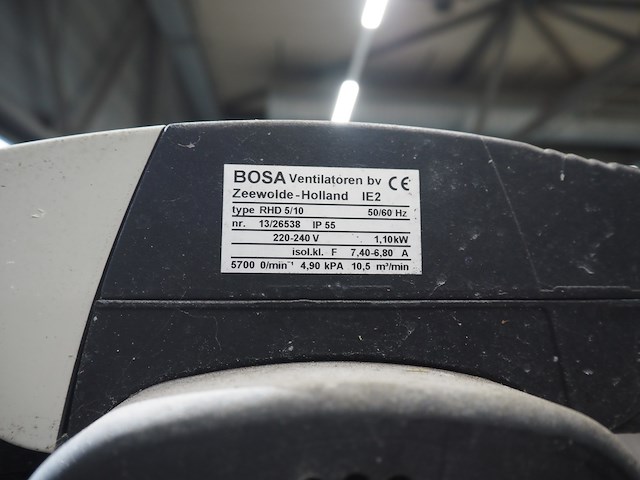 BOSA Ventilatoren bv CE
Zeewolde-Holland IE2
type RHD 5/10 50/60 Hz
nr. 13/26538 IP 55
220-240 V 1,10kW
isol.kl. F 7,40-6,80 A
5700 0/min⁻¹ 4,90 kPA 10,5 m³/min